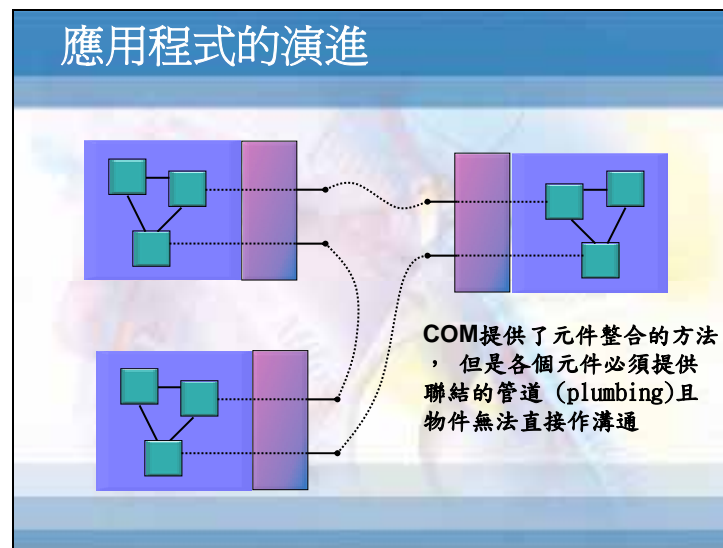 應用程式的演進
COM提供了元件整合的方法
， 但是各個元件必須提供
聯結的管道 (plumbing)且
物件無法直接作溝通